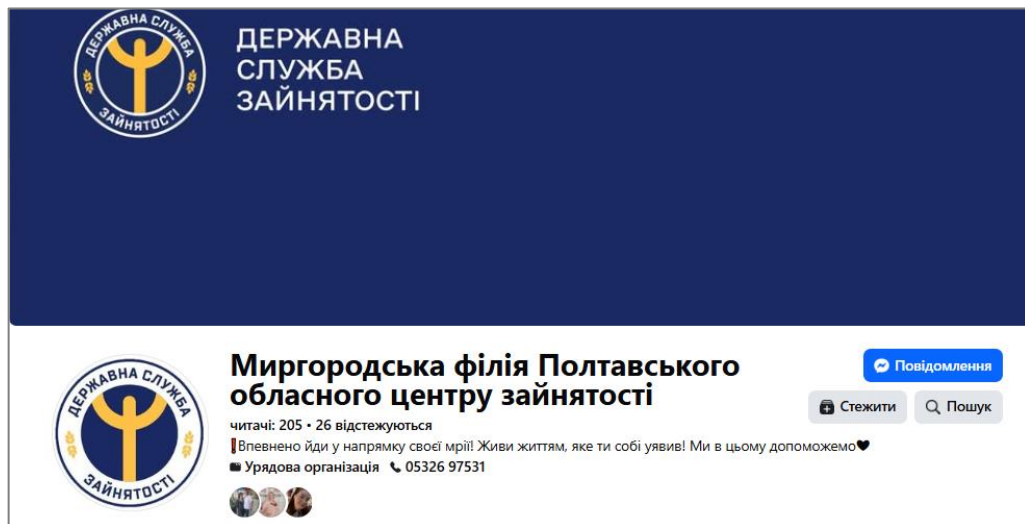 ДЕРЖАВНА СЛУЖБА
ЗАЙНЯТОСТІ
ДЕРЖАВНА
СЛУЖБА
ЗАЙНЯТОСТІ
ДЕРЖАВНА СЛУЖБА
ЗАЙНЯТОСТІ
Миргородська філія Полтавського
обласного центру зайнятості
читачі: 205 • 26 відстежуються
❗Впевнено йди у напрямку своєї мрії! Живи життям, яке ти собі уявив! Ми в цьому допоможемо🖤
Урядова організація 05326 97531
Повідомлення
Стежити Пошук